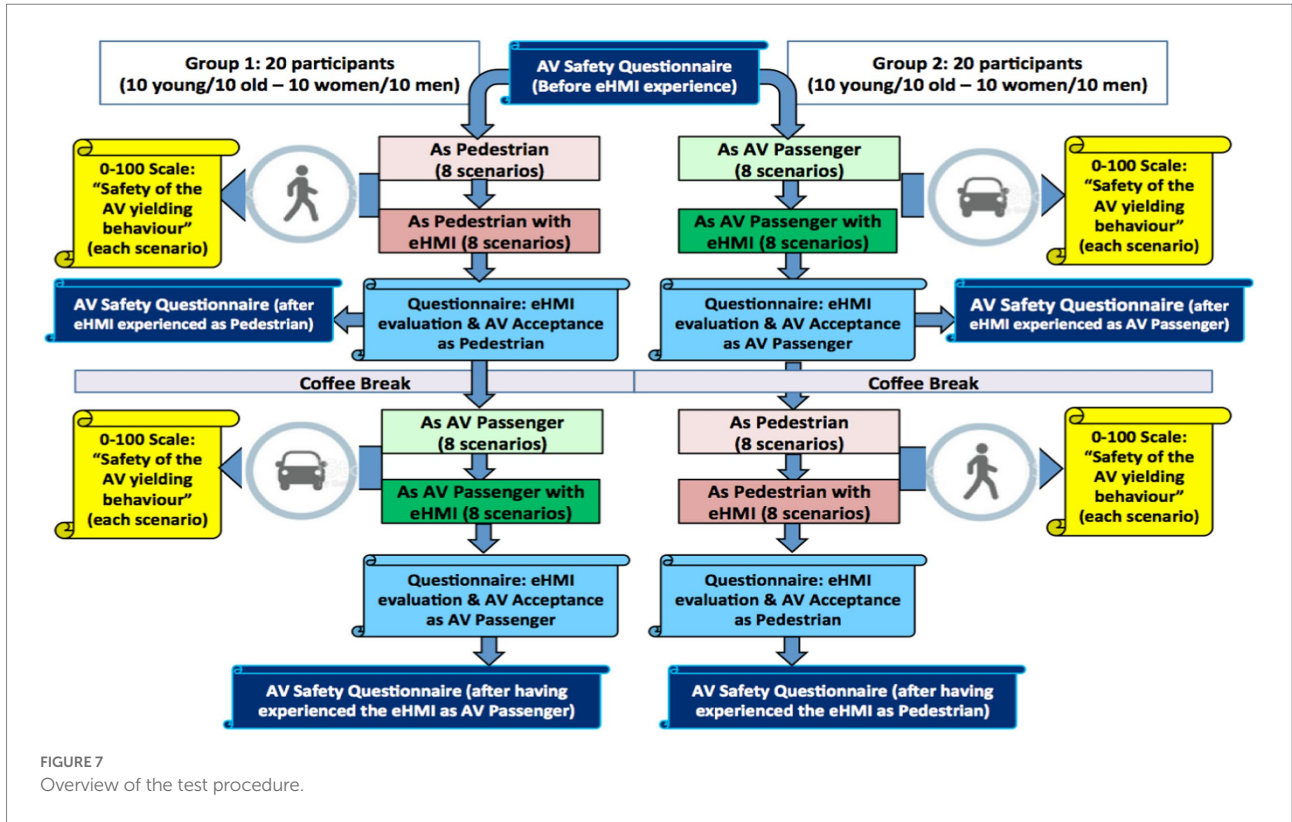 Group 1: 20 participants
(10 young/10 old – 10 women/10 men)
AV Safety Questionnaire
(Before eHMI experience)
Group 2: 20 participants
(10 young/10 old – 10 women/10 men)
0-100 Scale:
“Safety of the
AV yielding
behaviour”
(each scenario)
As Pedestrian
(8 scenarios)
As Pedestrian with
eHMI (8 scenarios)
As AV Passenger
(8 scenarios)
As AV Passenger with
eHMI (8 scenarios)
0-100 Scale:
“Safety of the
AV yielding
behaviour”
(each scenario)
AV Safety Questionnaire (after
eHMI experienced as Pedestrian)
Questionnaire: eHMI
evaluation & AV Acceptance
as Pedestrian
Questionnaire: eHMI
evaluation & AV Acceptance
as AV Passenger
AV Safety Questionnaire (after
eHMI experienced as AV Passenger)
Coffee Break
Coffee Break
0-100 Scale:
“Safety of the
AV yielding
behaviour”
(each scenario)
As AV Passenger
(8 scenarios)
As AV Passenger with
eHMI (8 scenarios)
As Pedestrian
(8 scenarios)
As Pedestrian with
eHMI (8 scenarios)
0-100 Scale:
“Safety of the
AV yielding
behaviour”
(each scenario)
Questionnaire: eHMI
evaluation & AV Acceptance
as AV Passenger
Questionnaire: eHMI
evaluation & AV Acceptance
as Pedestrian
AV Safety Questionnaire (after having
experienced the eHMI as AV Passenger)
AV Safety Questionnaire (after having
experienced the eHMI as Pedestrian)
FIGURE 7
Overview of the test procedure.